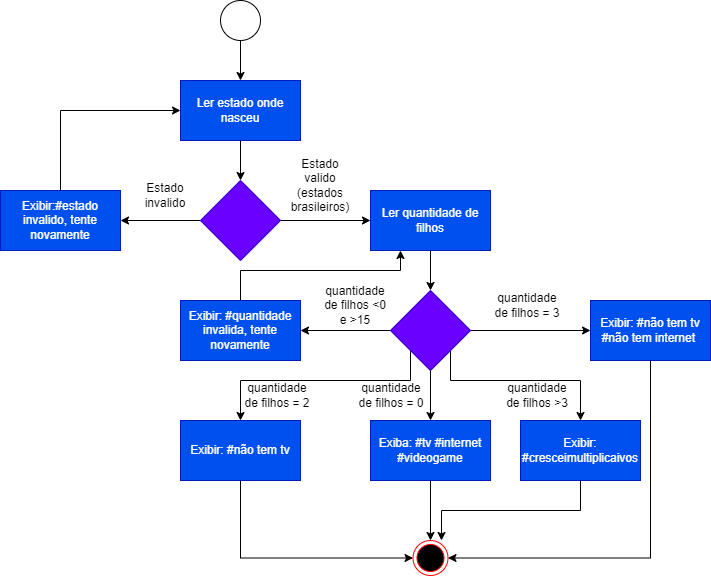 Ler estado onde
nasceu
Estado
valido
(estados
brasileiros)
Estado
invalido
Exibir:#estado
invalido, tente
novamente
Ler quantidade de
filhos
quantidade
de filhos <0
e >15
quantidade
de filhos = 3
Exibir: #quantidade
invalida, tente
novamente
Exibir: #não tem tv
#não tem internet
quantidade
de filhos = 2
quantidade
de filhos = 0
quantidade
de filhos >3
Exibir: #não tem tv
Exiba: #tv #internet
#videogame
Exibir:
#cresceimultiplicaivos